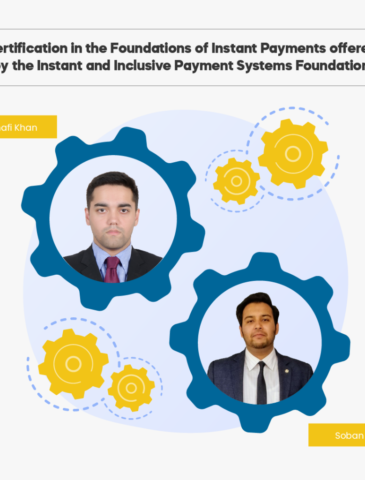 ertification in the Foundations of Instant Payments offere
y the Instant and Inclusive Payment Systems Foundation
afi Khan
Soban